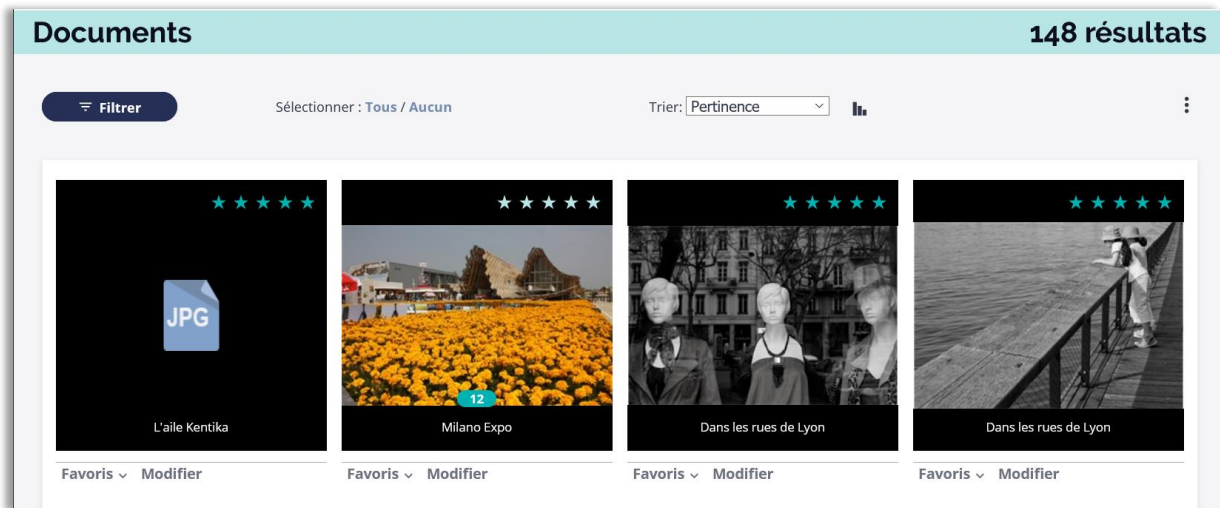 Documents 148 résultats
Filtrer Sélectionner : Tous / Aucun Trier: Pertinence
JPG
12
L'aile Kentika Milano Expo Dans les rues de Lyon Dans les rues de Lyon
Favoris Modifier Favoris Modifier Favoris Modifier Favoris Modifier